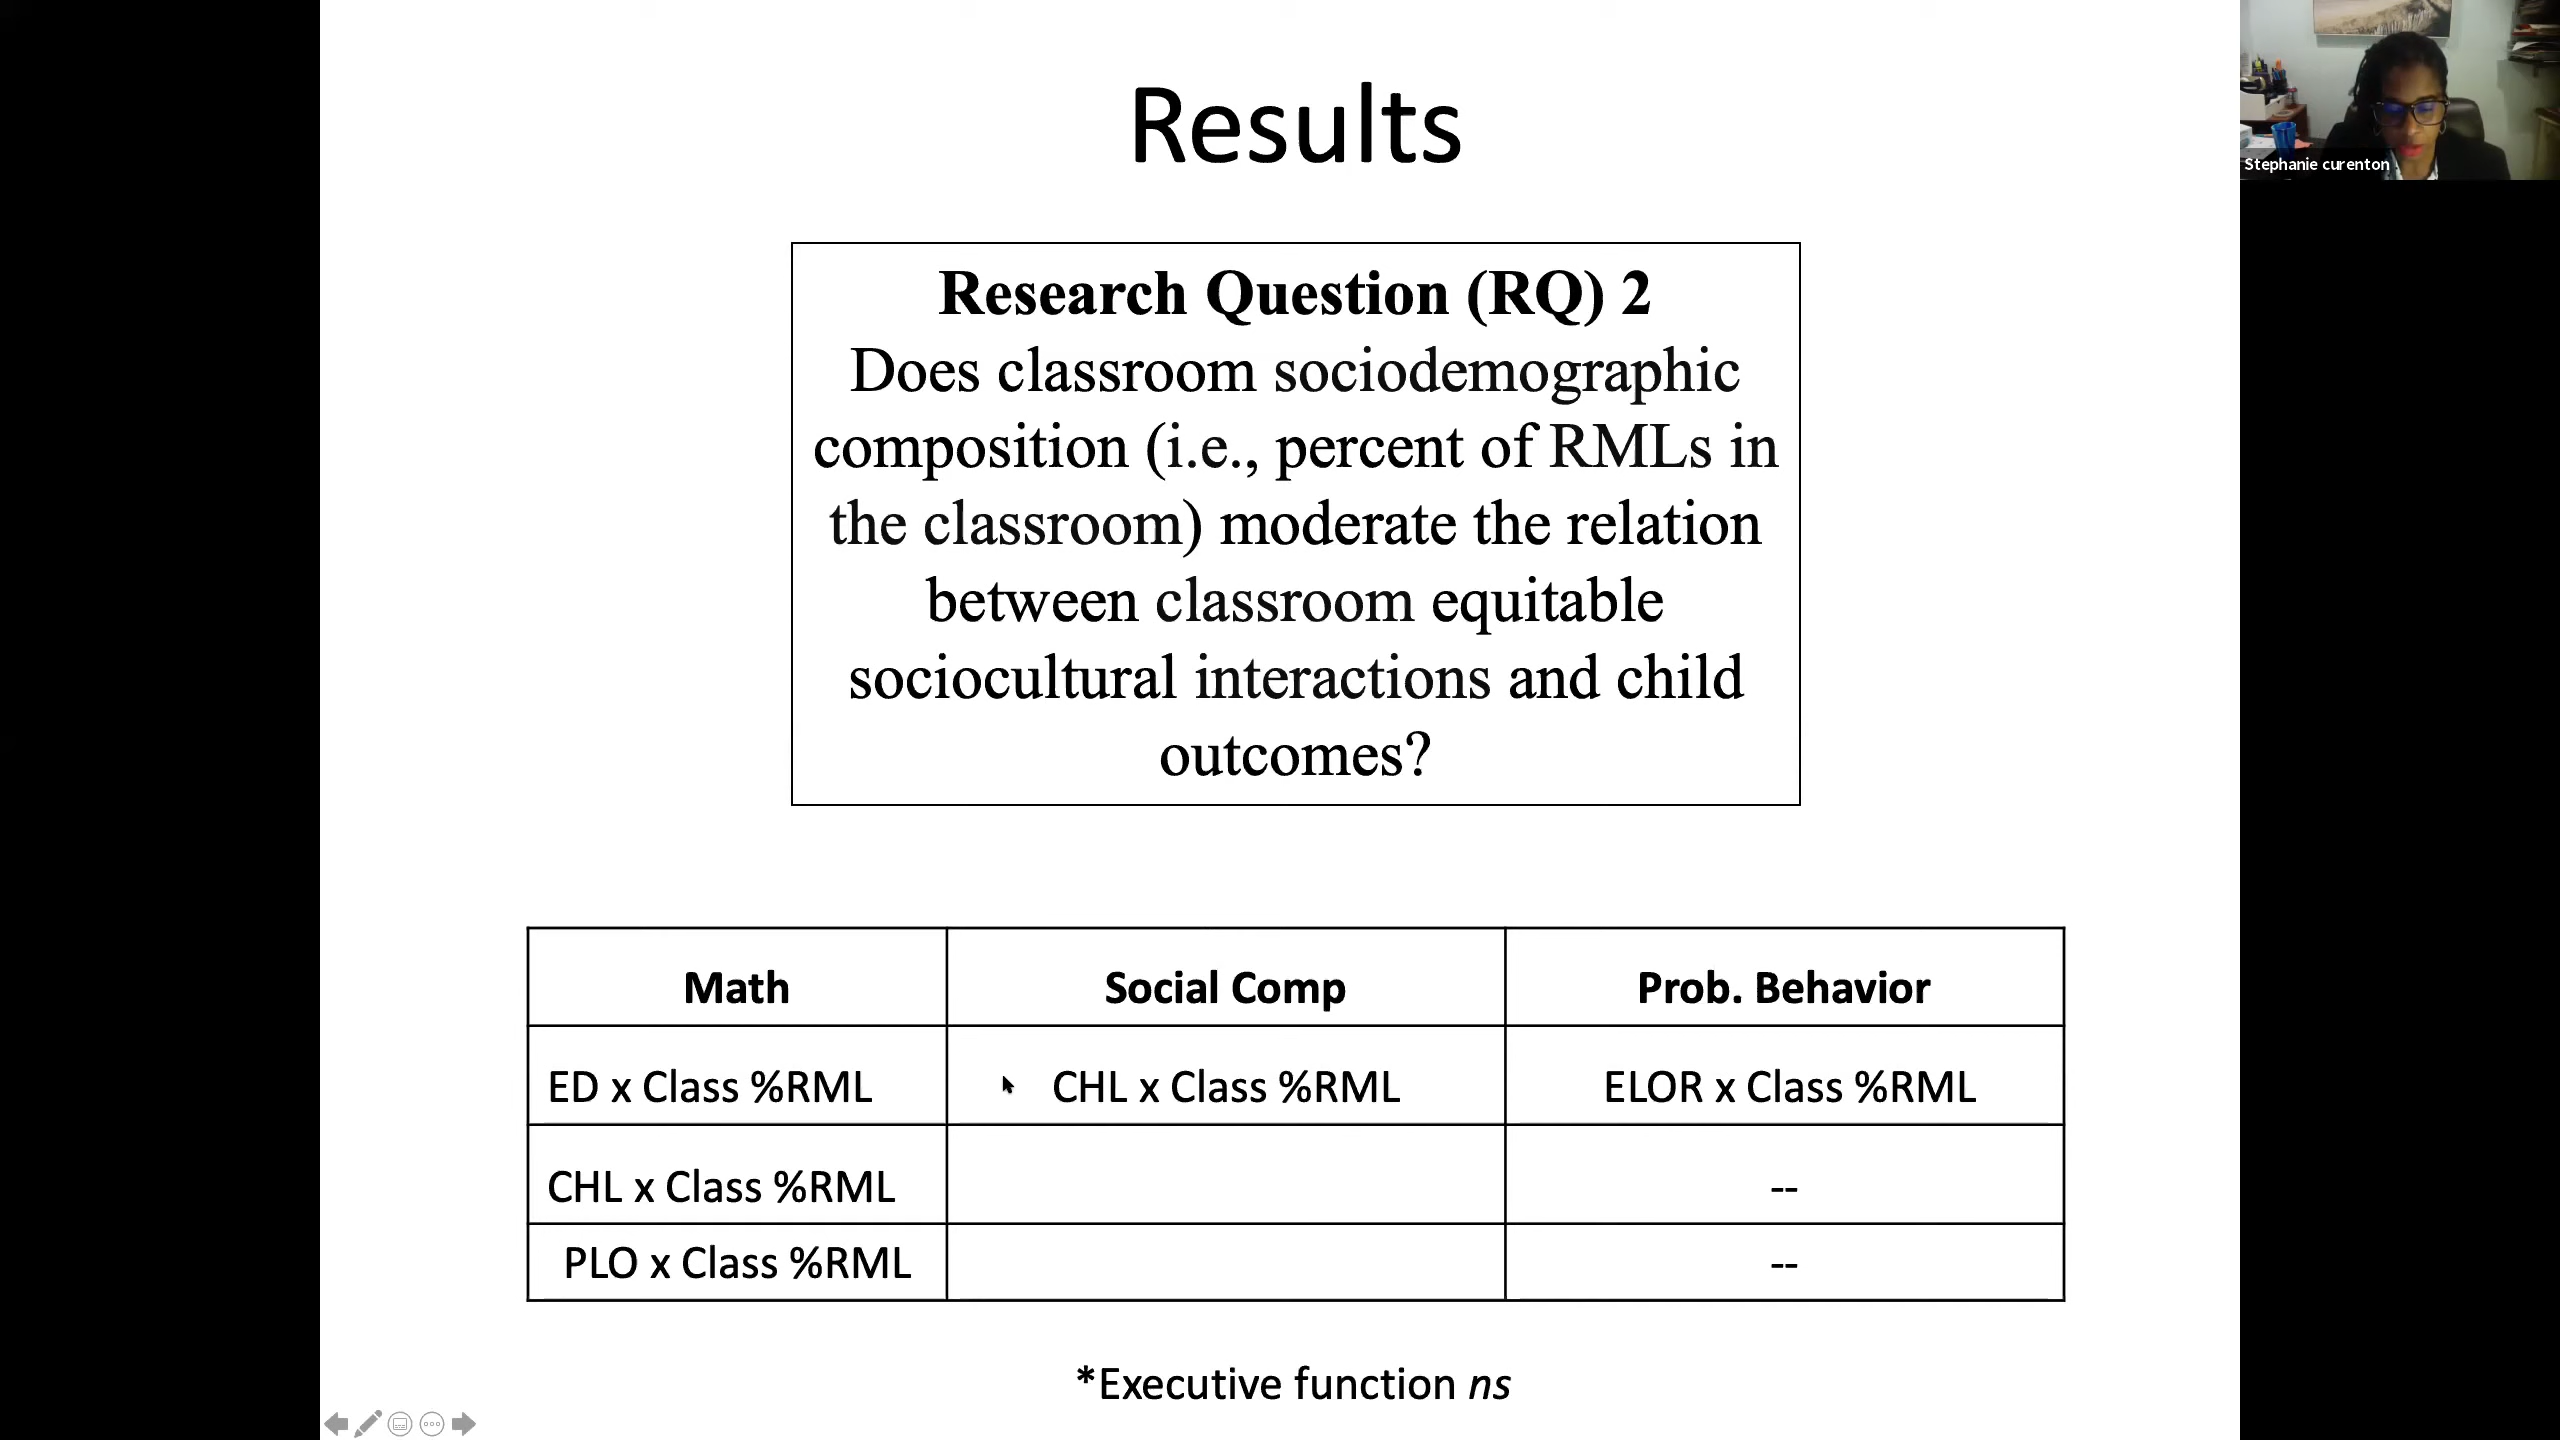 Results
Stephanie curenton
Research Question (RQ) 2
Does classroom sociodemographic
composition (i.e., percent of RMLs in
the classroom) moderate the relation
between classroom equitable
sociocultural interactions and child
outcomes?
Math Social Comp Prob. Behavior
ED x Class %RML CHL x Class %RML ELOR x Class %RML
CHL x Class %RML --
PLO x Class %RML --
*Executive function ns